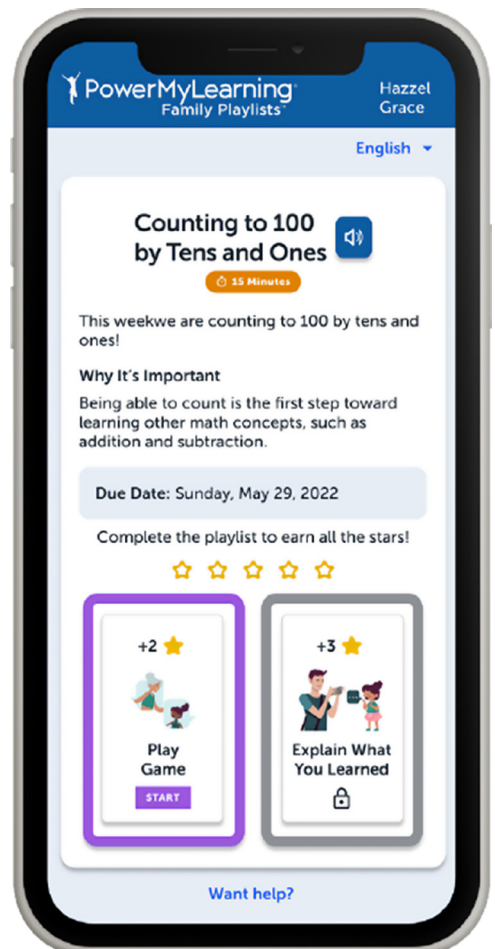 PowerMyLearning
Family Playlists
Hazzel
Grace
English
Counting to 100
by Tens and Ones
15 Minutes
This weekwe are counting to 100 by tens and
ones!
Why It's Important
Being able to count is the first step toward
learning other math concepts, such as
addition and subtraction.
Due Date: Sunday, May 29, 2022
Complete the playlist to earn all the stars!
+2
Play
Game
START
+3
Explain What
You Learned
Want help?